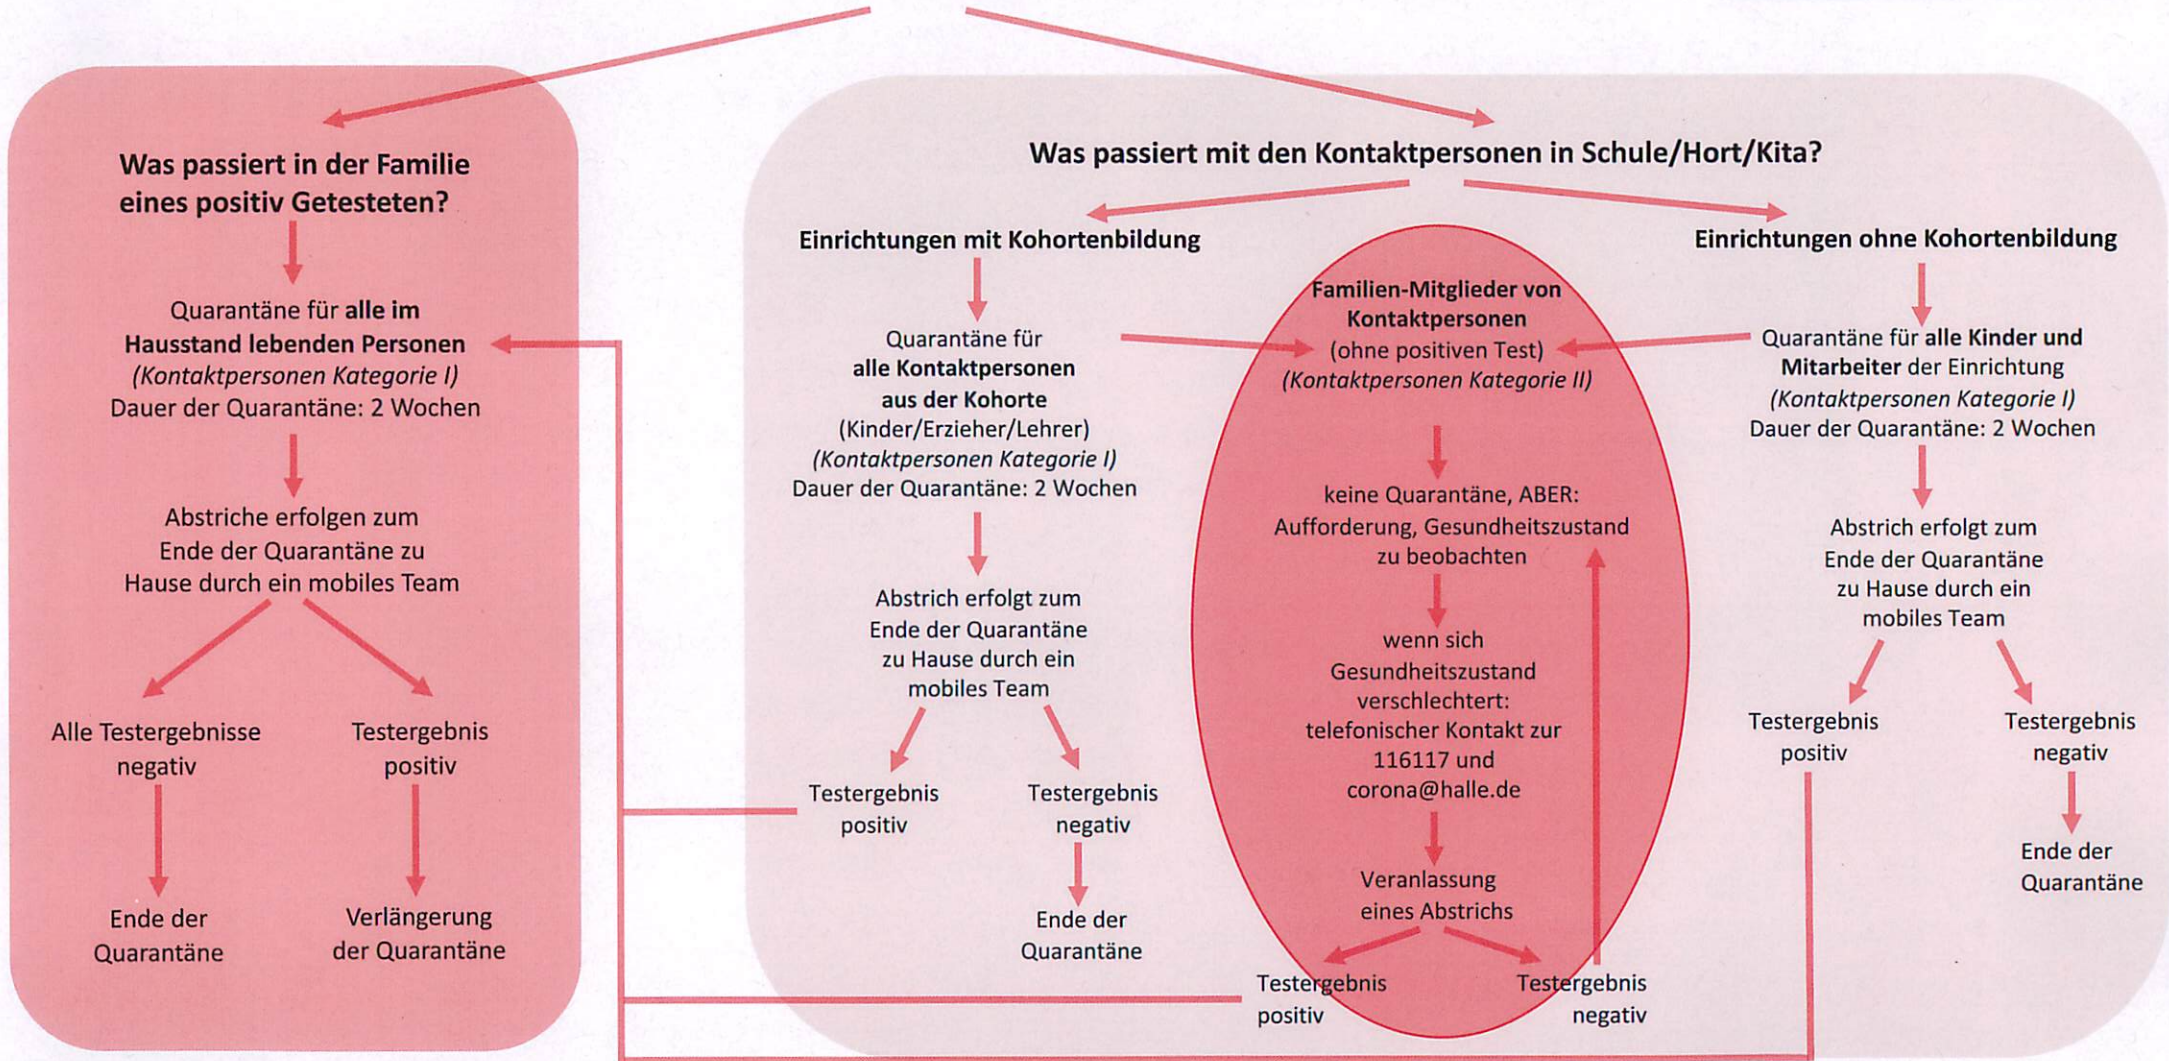 Was passiert in der Familie
eines positiv Getesteten?
Quarantäne für alle im
Hausstand lebenden Personen
(Kontaktpersonen Kategorie I)
Dauer der Quarantäne: 2 Wochen
Abstriche erfolgen zum
Ende der Quarantäne zu
Hause durch ein mobiles Team
Alle Testergebnisse
negativ
Testergebnis
positiv
Ende der
Quarantäne
Verlängerung
der Quarantäne
Was passiert mit den Kontaktpersonen in Schule/Hort/Kita?
Einrichtungen mit Kohortenbildung
Quarantäne für
alle Kontaktpersonen
aus der Kohorte
(Kinder/Erzieher/Lehrer)
(Kontaktpersonen Kategorie I)
Dauer der Quarantäne: 2 Wochen
Abstrich erfolgt zum
Ende der Quarantäne
zu Hause durch ein
mobiles Team
Testergebnis
positiv
Testergebnis
negativ
Ende der
Quarantäne
Familien-Mitglieder von
Kontaktpersonen
(ohne positiven Test)
(Kontaktpersonen Kategorie II)
keine Quarantäne, ABER:
Aufforderung, Gesundheitszustand
zu beobachten
wenn sich
Gesundheitszustand
verschlechtert:
telefonischer Kontakt zur
116117 und
corona@halle.de
Veranlassung
eines Abstrichs
Testergebnis
positiv
Testergebnis
negativ
Einrichtungen ohne Kohortenbildung
Quarantäne für alle Kinder und
Mitarbeiter der Einrichtung
(Kontaktpersonen Kategorie I)
Dauer der Quarantäne: 2 Wochen
Abstrich erfolgt zum
Ende der Quarantäne
zu Hause durch ein
mobiles Team
Testergebnis
positiv
Testergebnis
negativ
Ende der
Quarantäne